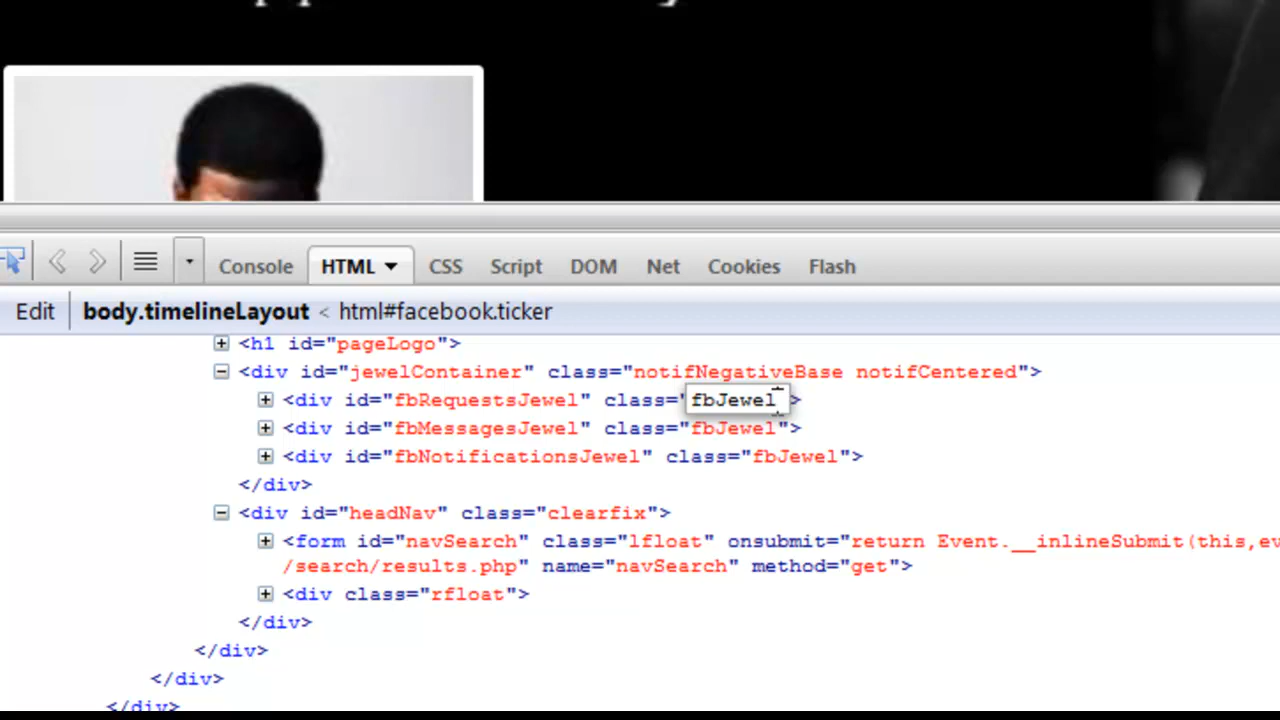 Console HTML CSS Script DOM Net Cookies Flash
Edit body.timelineLayout < html#facebook.ticker
<h1 id="pageLogo">
<div id="jewelContainer" class="notifNegativeBase notifCentered">
<div id="fbRequestsJewel" class="fbJewel">
<div id="fbMessagesJewel" class="fbJewel">
<div id="fbNotificationsJewel" class="fbJewel">
</div>
<div id="headNav" class="clearfix">
<form id="navSearch" class="lfloat" onsubmit="return Event.__inlineSubmit(this,ev
/search/results.php" name="navSearch" method="get">
<div class="rfloat">
</div>
</div>
</div>
</div>